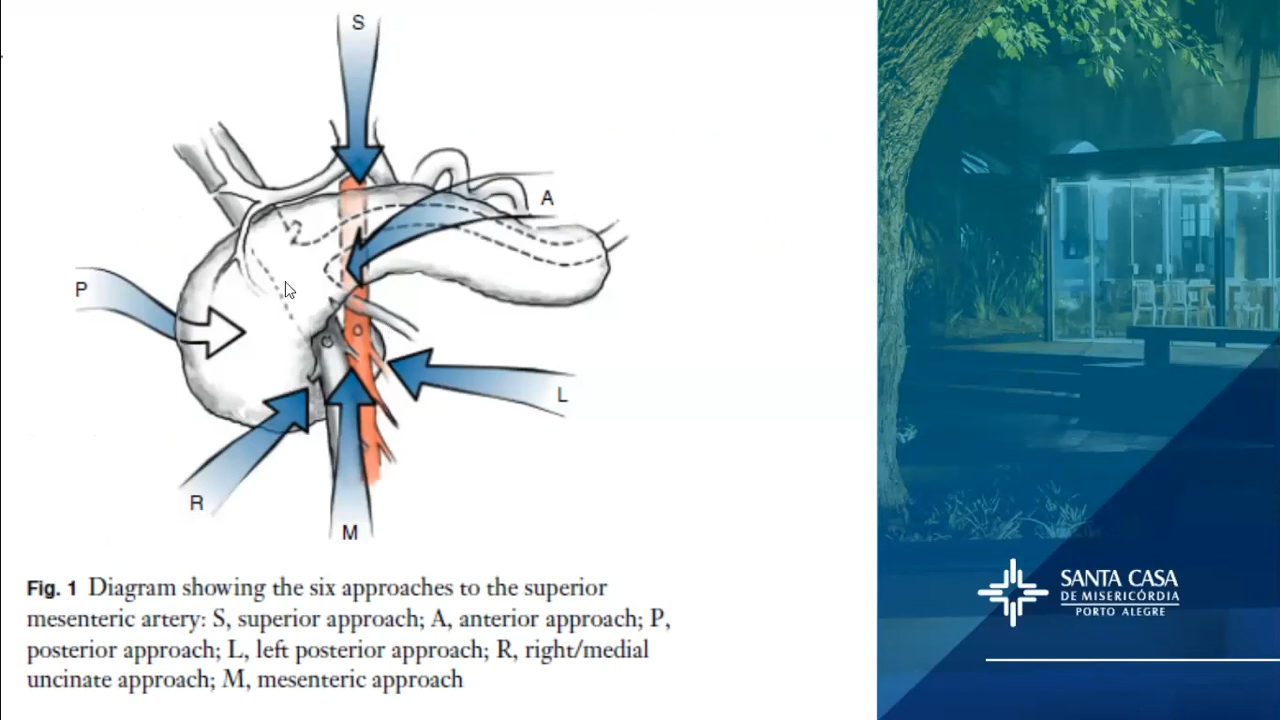 S
A
P
L
R
M
Fig. 1 Diagram showing the six approaches to the superior
mesenteric artery: S, superior approach; A, anterior approach; P,
posterior approach; L, left posterior approach; R, right/medial
uncinate approach; M, mesenteric approach
SANTA CASA
DE MISERICÓRDIA
PORTO ALEGRE